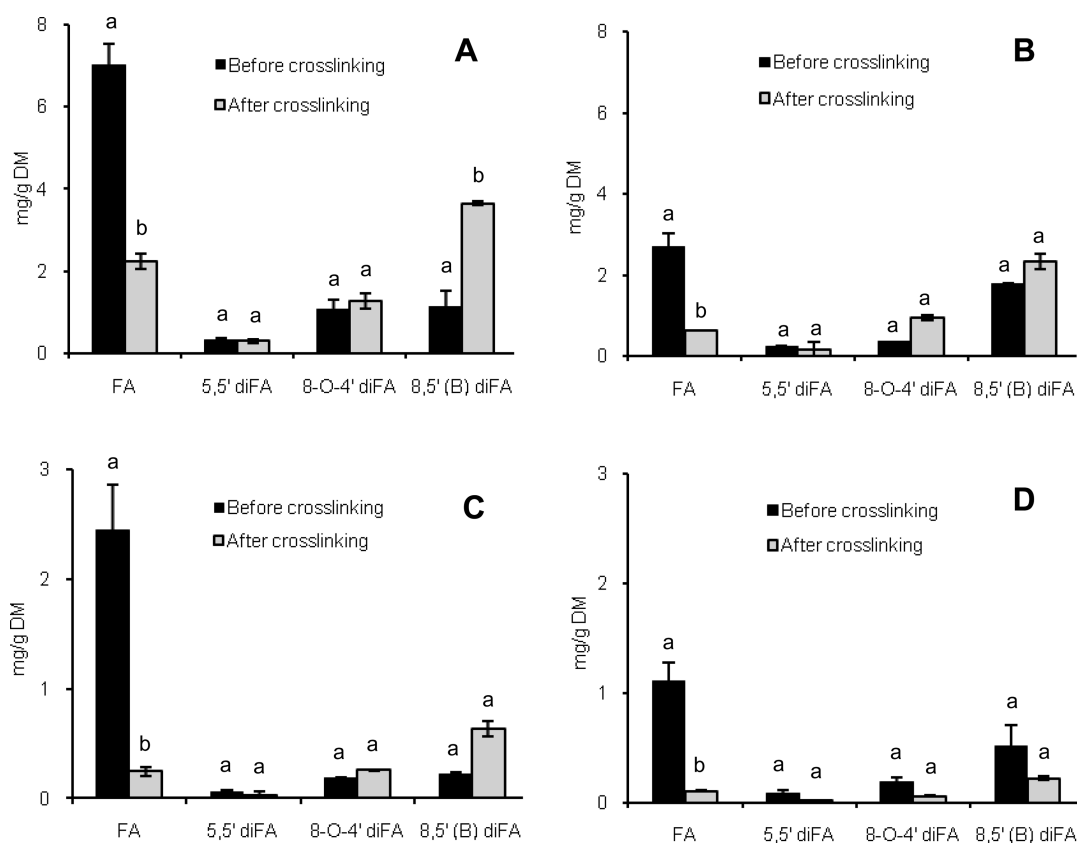 8
6
4
2
0
mg/g DM
A
Before crosslinking
After crosslinking
a
b
a
a
a
a
a
b
FA
5,5' diFA
8-O-4' diFA
8,5' (B) diFA
8
6
4
2
0
mg/g DM
B
Before crosslinking
After crosslinking
a
b
a
a
a
a
a
a
FA
5,5' diFA
8-O-4' diFA
8,5' (B) diFA
3
2
1
0
mg/g DM
C
Before crosslinking
After crosslinking
a
b
a
a
a
a
a
a
FA
5,5' diFA
8-O-4' diFA
8,5' (B) diFA
3
2
1
0
mg/g DM
D
Before crosslinking
After crosslinking
a
b
a
a
a
a
a
a
FA
5,5' diFA
8-O-4' diFA
8,5' (B) diFA